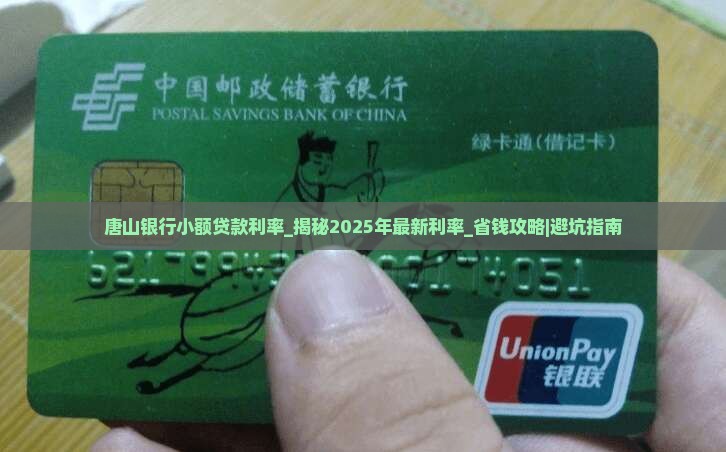 中国邮政储蓄银行
POSTAL SAVINGS BANK OF CHINA
绿卡通(借记卡)
唐山银行小额贷款利率_揭秘2025年最新利率_省钱攻略|避坑指南
UnionPay
银联